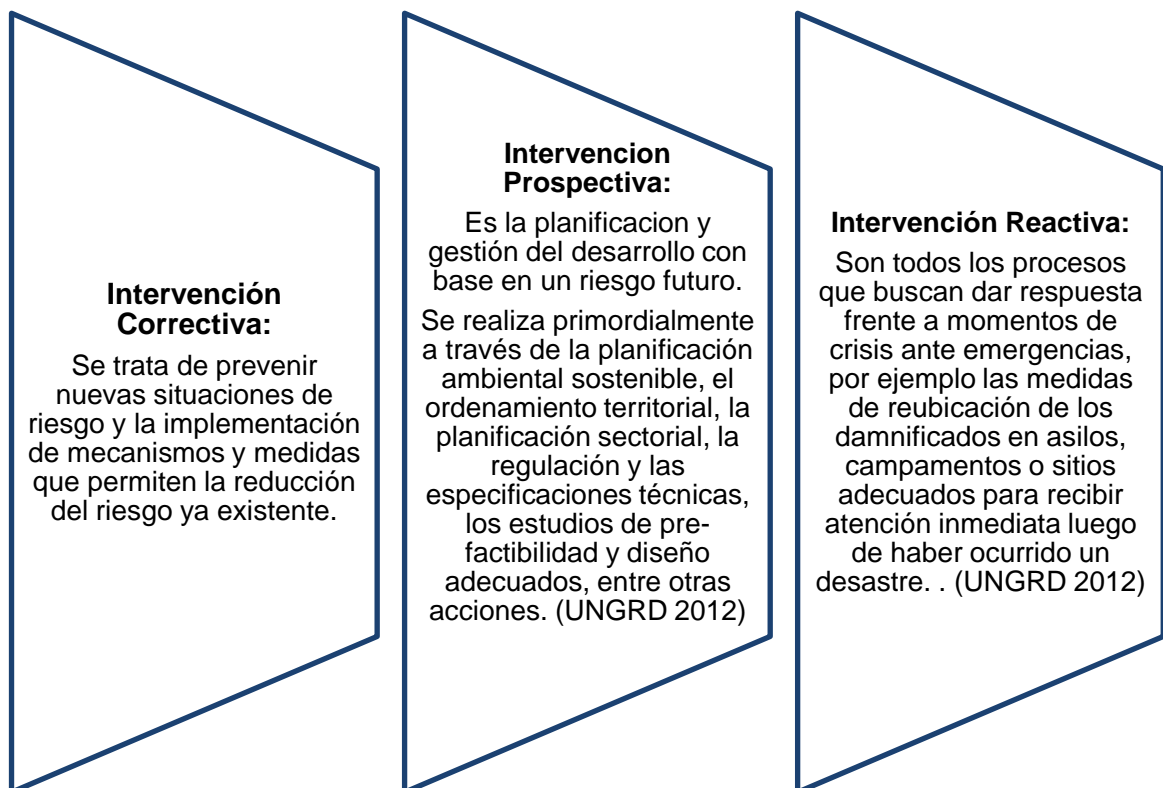 Intervención
Correctiva:
Se trata de prevenir
nuevas situaciones de
riesgo y la implementación
de mecanismos y medidas
que permiten la reducción
del riesgo ya existente.
Intervencion
Prospectiva:
Es la planificacion y
gestión del desarrollo con
base en un riesgo futuro.
Se realiza primordialmente
a través de la planificación
ambiental sostenible, el
ordenamiento territorial, la
planificación sectorial, la
regulación y las
especificaciones técnicas,
los estudios de pre-
factibilidad y diseño
adecuados, entre otras
acciones. (UNGRD 2012)
Intervención Reactiva:
Son todos los procesos
que buscan dar respuesta
frente a momentos de
crisis ante emergencias,
por ejemplo las medidas
de reubicación de los
damnificados en asilos,
campamentos o sitios
adecuados para recibir
atención inmediata luego
de haber ocurrido un
desastre. . (UNGRD 2012)